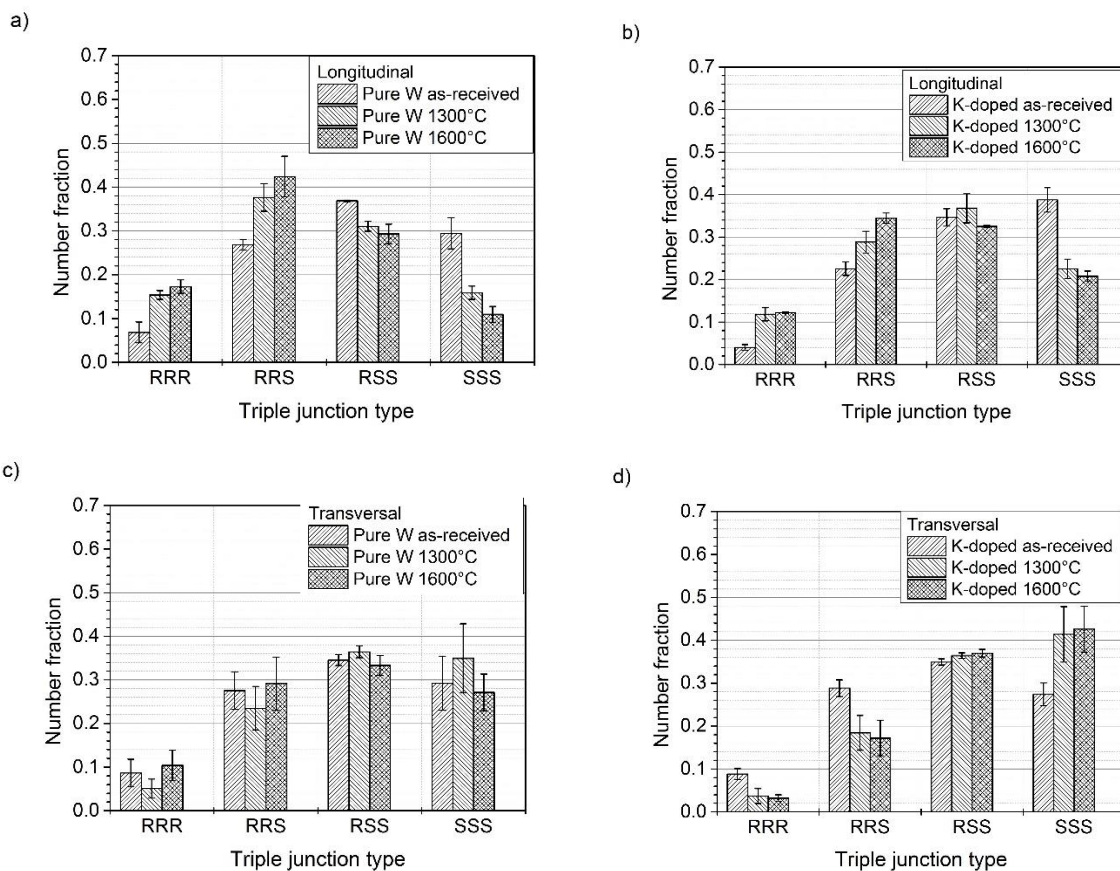 a)
Number fraction
0.7
0.6
0.5
0.4
0.3
0.2
0.1
0.0
Longitudinal
Pure W as-received
Pure W 1300°C
Pure W 1600°C
RRR RRS RSS SSS
Triple junction type
b)
Number fraction
0.7
0.6
0.5
0.4
0.3
0.2
0.1
0.0
Longitudinal
K-doped as-received
K-doped 1300°C
K-doped 1600°C
RRR RRS RSS SSS
Triple junction type
c)
Number fraction
0.7
0.6
0.5
0.4
0.3
0.2
0.1
0.0
Transversal
Pure W as-received
Pure W 1300°C
Pure W 1600°C
RRR RRS RSS SSS
Triple junction type
d)
Number fraction
0.7
0.6
0.5
0.4
0.3
0.2
0.1
0.0
Transversal
K-doped as-received
K-doped 1300°C
K-doped 1600°C
RRR RRS RSS SSS
Triple junction type